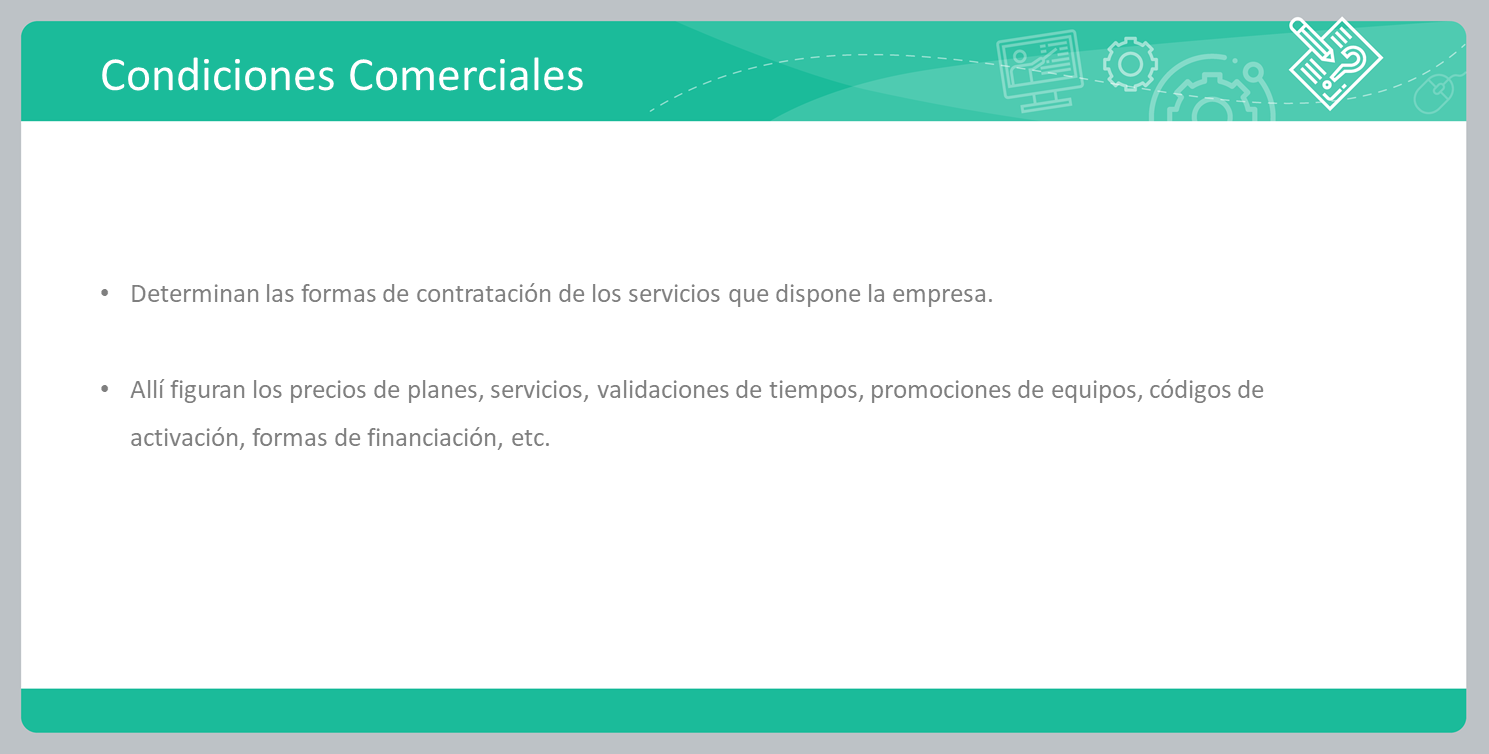 Condiciones Comerciales
• Determinan las formas de contratación de los servicios que dispone la empresa.
• Allí figuran los precios de planes, servicios, validaciones de tiempos, promociones de equipos, códigos de
activación, formas de financiación, etc.